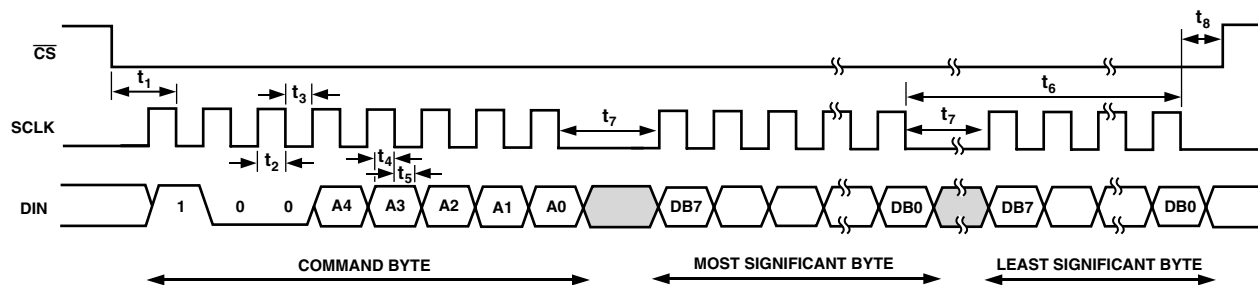 CS
t8
t1
t3
t6
SCLK
t7
t7
t2
t4
t5
DIN
1
0
0
A4
A3
A2
A1
A0
DB7
DB0
DB7
DB0
COMMAND BYTE
MOST SIGNIFICANT BYTE
LEAST SIGNIFICANT BYTE